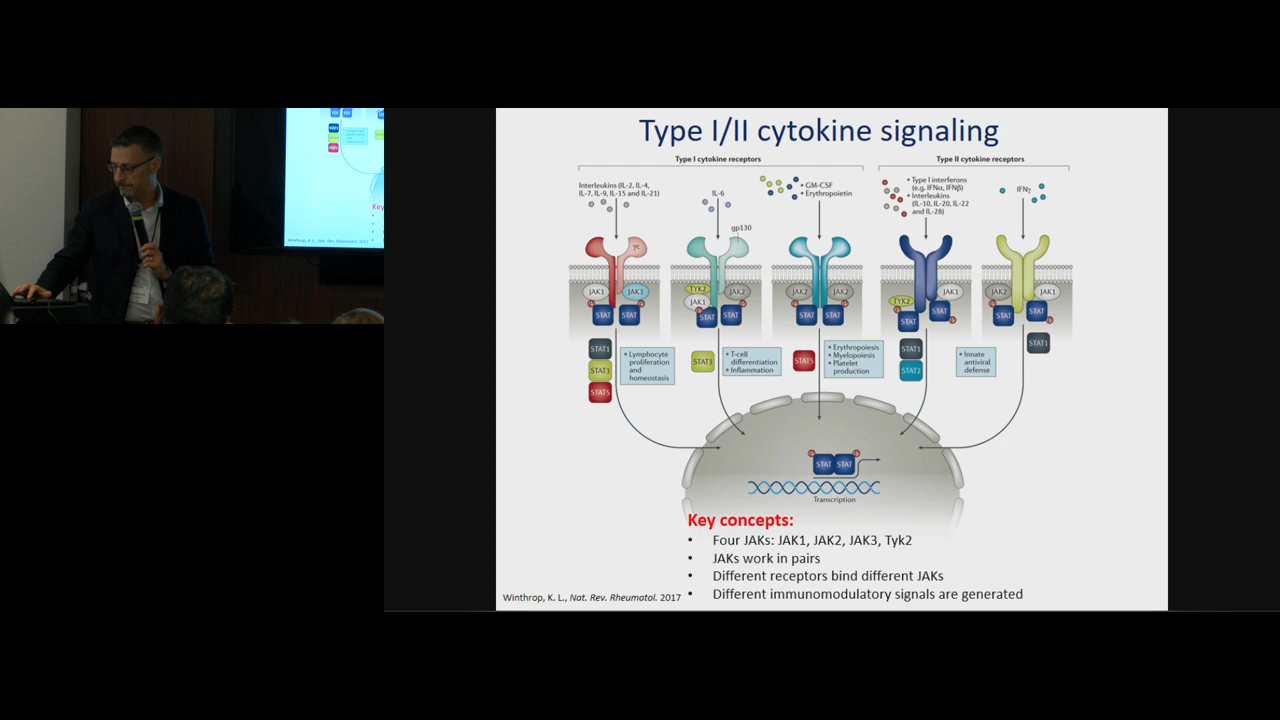 Type I/II cytokine signaling
Type I cytokine receptors
Type II cytokine receptors
Interleukins (IL-2, IL-4,
IL-7, IL-9, IL-15 and IL-21)
IL-6
• GM-CSF
• Erythropoietin
• Type I interferons
(e.g. IFNα, IFNβ)
• Interleukins
(IL-10, IL-20, IL-22
and IL-28)
IFNγ
γc
gp130
JAK1
JAK3
TYK2
JAK1
JAK2
JAK2
JAK2
TYK2
JAK1
JAK2
JAK1
STAT
STAT
STAT
STAT
STAT
STAT
STAT
STAT
STAT
STAT
STAT1
STAT3
STAT5
• Lymphocyte
proliferation
and
homeostasis
STAT3
• T-cell
differentiation
• Inflammation
STAT5
• Erythropoiesis
• Myelopoiesis
• Platelet
production
STAT1
STAT2
• Innate
antiviral
defense
STAT1
STAT STAT
Transcription
Key concepts:
• Four JAKs: JAK1, JAK2, JAK3, Tyk2
• JAKs work in pairs
• Different receptors bind different JAKs
• Different immunomodulatory signals are generated
Winthrop, K. L., Nat. Rev. Rheumatol. 2017